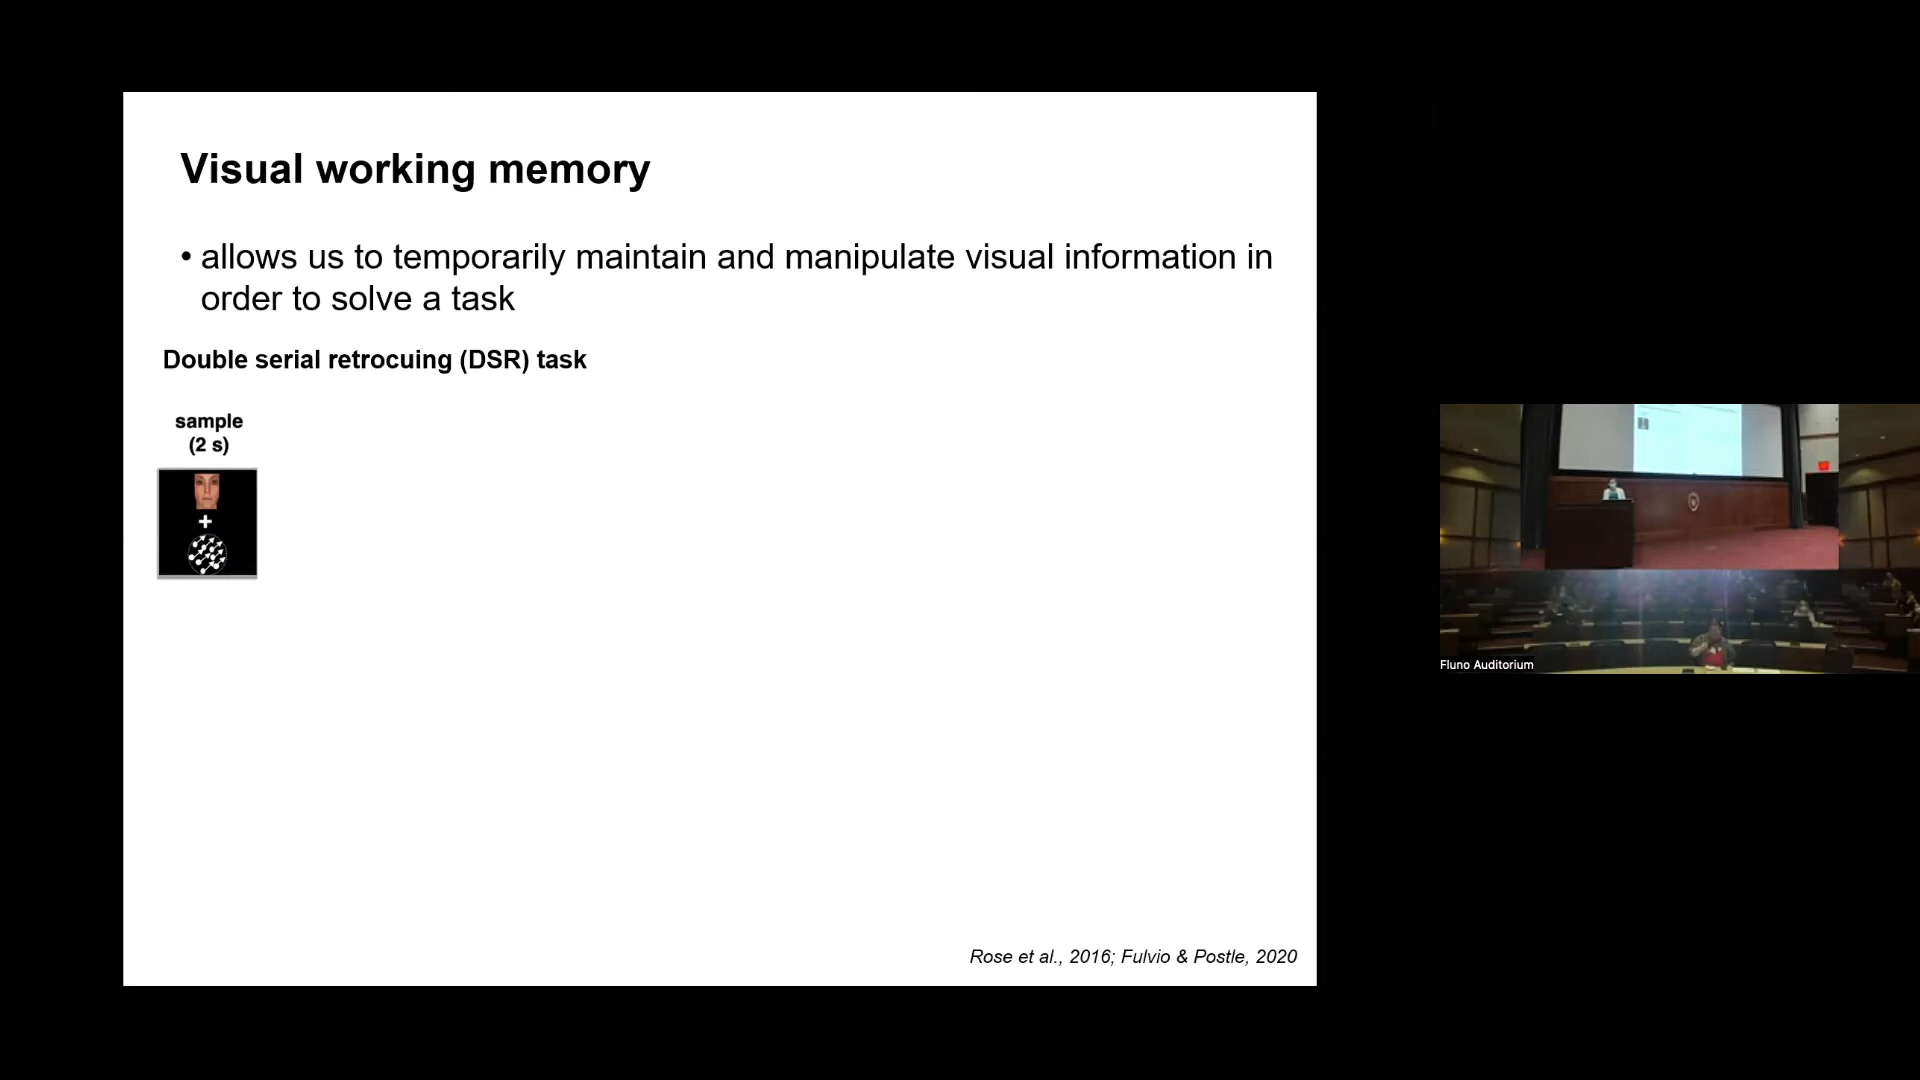 Visual working memory
• allows us to temporarily maintain and manipulate visual information in
order to solve a task
Double serial retrocuing (DSR) task
sample
(2 s)
+
Rose et al., 2016; Fulvio & Postle, 2020
Fluno Auditorium